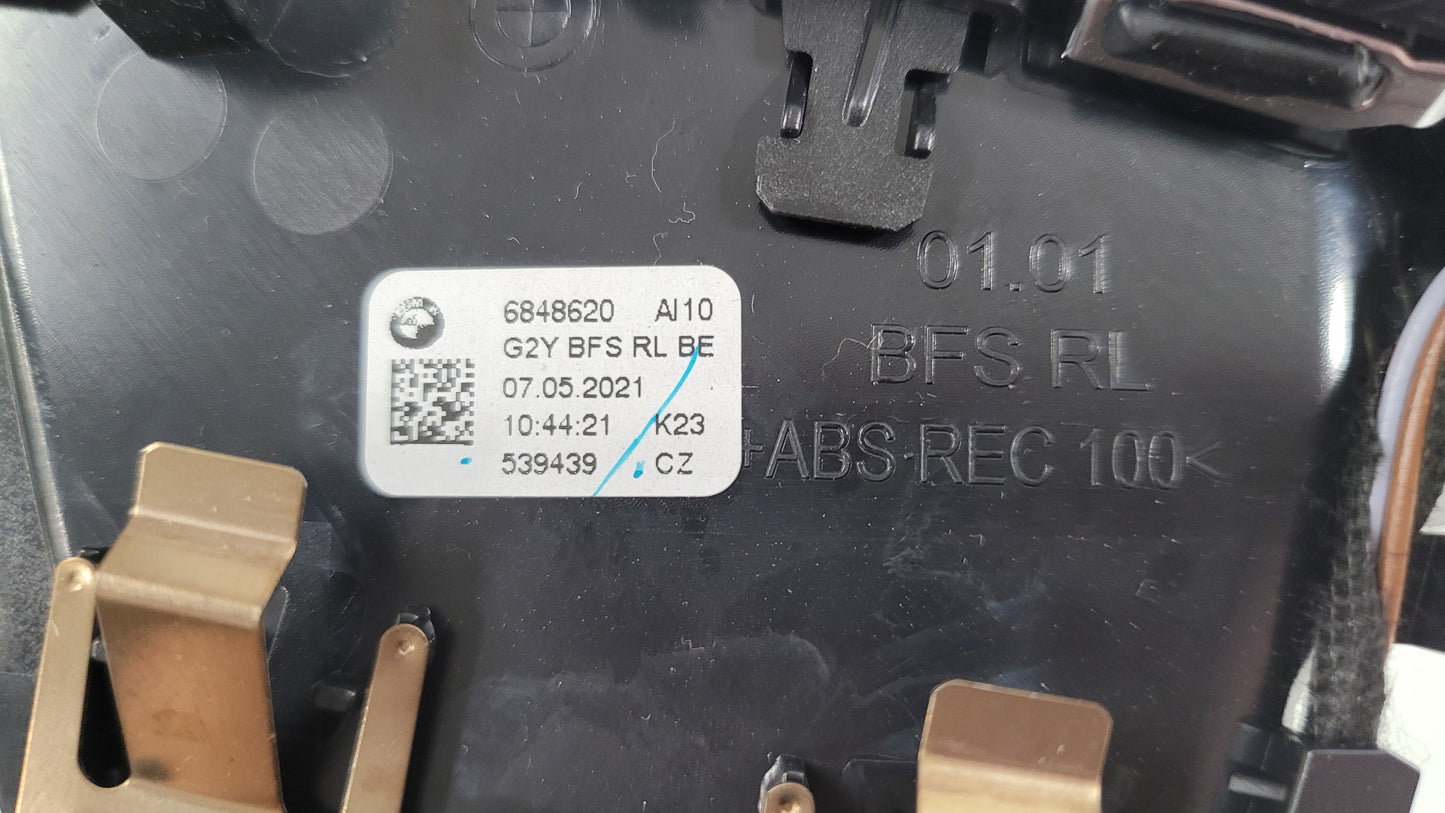 6848620 AI10
G2Y BFS RL BE
07.05.2021
10:44:21 K23
539439 CZ
01.01
BFS RL
+ABS-REC 100<